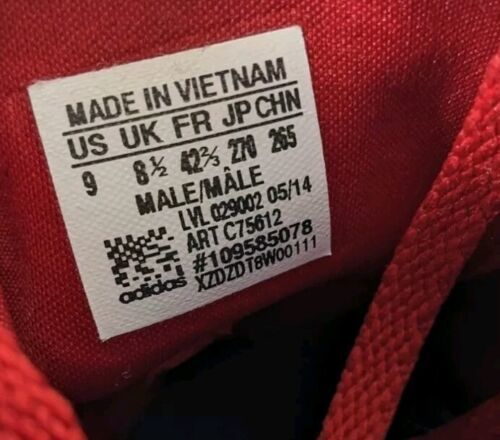 MADE IN VIETNAM
US UK FR JP CHN
9 8½ 42⅔ 270 265
MALE/MÂLE
LVL 029002 05/14
ART C75612
#109585078
XZDZDT8W00111
adidas